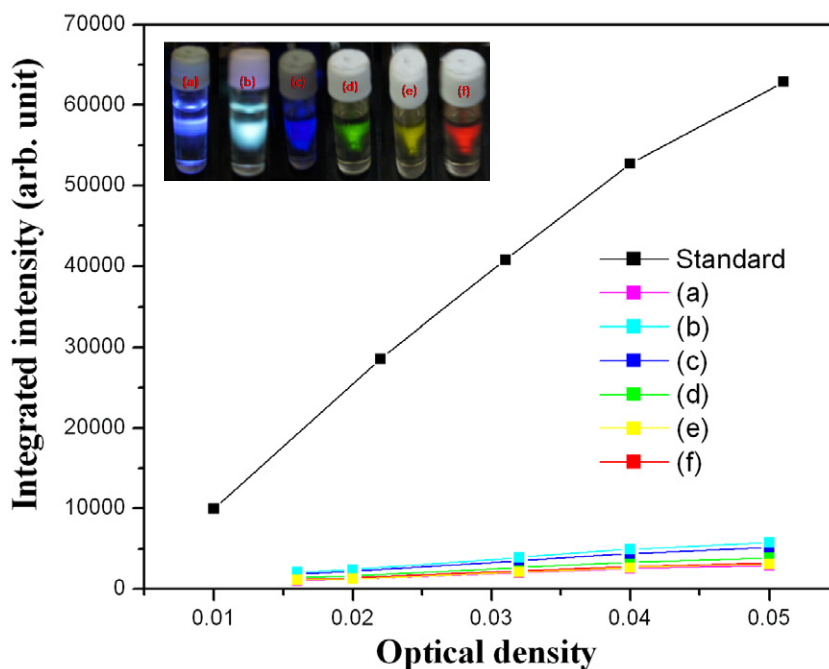 Integrated intensity (arb. unit)
70000
60000
50000
40000
30000
20000
10000
0
(a) (b) (c) (d) (e) (f)
Standard
(a)
(b)
(c)
(d)
(e)
(f)
0.01 0.02 0.03 0.04 0.05
Optical density